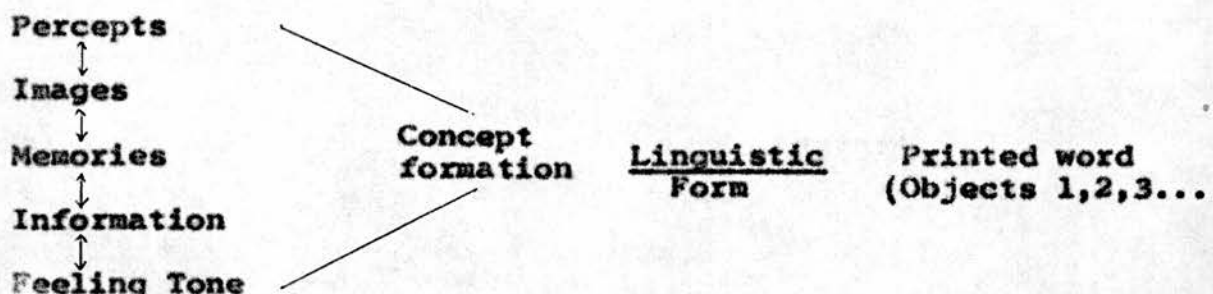 Percepts
Images
Memories
Information
Feeling Tone
Concept
formation
Linguistic
Form
Printed word
(Objects 1,2,3...